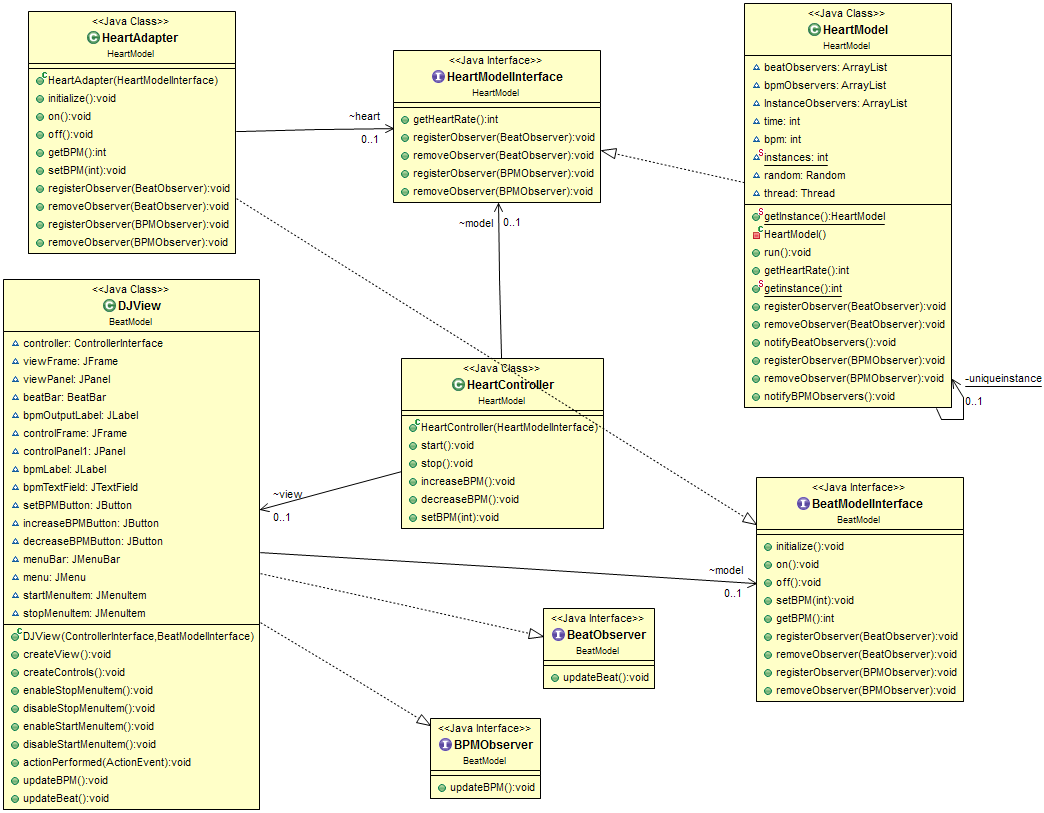 <<Java Class>>
HeartAdapter
HeartModel
HeartAdapter(HeartModelInterface)
initialize():void
on():void
off():void
getBPM():int
setBPM(int):void
registerObserver(BeatObserver):void
removeObserver(BeatObserver):void
registerObserver(BPMObserver):void
removeObserver(BPMObserver):void
~heart
0..1
<<Java Interface>>
HeartModelInterface
HeartModel
getHeartRate():int
registerObserver(BeatObserver):void
removeObserver(BeatObserver):void
registerObserver(BPMObserver):void
removeObserver(BPMObserver):void
~model
0..1
<<Java Class>>
HeartModel
HeartModel
beatObservers: ArrayList
bpmObservers: ArrayList
InstanceObservers: ArrayList
time: int
bpm: int
instances: int
random: Random
thread: Thread
getInstance():HeartModel
HeartModel()
run():void
getHeartRate():int
getinstance():int
registerObserver(BeatObserver):void
removeObserver(BeatObserver):void
notifyBeatObservers():void
registerObserver(BPMObserver):void
removeObserver(BPMObserver):void
notifyBPMObservers():void
-uniqueinstance
0..1
<<Java Class>>
DJView
BeatModel
controller: ControllerInterface
viewFrame: JFrame
viewPanel: JPanel
beatBar: BeatBar
bpmOutputLabel: JLabel
controlFrame: JFrame
controlPanel1: JPanel
bpmLabel: JLabel
bpmTextField: JTextField
setBPMButton: JButton
increaseBPMButton: JButton
decreaseBPMButton: JButton
menuBar: JMenuBar
menu: JMenu
startMenuItem: JMenuItem
stopMenuItem: JMenuItem
DJView(ControllerInterface,BeatModelInterface)
createView():void
createControls():void
enableStopMenuItem():void
disableStopMenuItem():void
enableStartMenuItem():void
disableStartMenuItem():void
actionPerformed(ActionEvent):void
updateBPM():void
updateBeat():void
<<Java Class>>
HeartController
HeartModel
HeartController(HeartModelInterface)
start():void
stop():void
increaseBPM():void
decreaseBPM():void
setBPM(int):void
~view
0..1
~model
0..1
<<Java Interface>>
BeatModelInterface
BeatModel
initialize():void
on():void
off():void
setBPM(int):void
getBPM():int
registerObserver(BeatObserver):void
removeObserver(BeatObserver):void
registerObserver(BPMObserver):void
removeObserver(BPMObserver):void
<<Java Interface>>
BeatObserver
BeatModel
updateBeat():void
<<Java Interface>>
BPMObserver
BeatModel
updateBPM():void